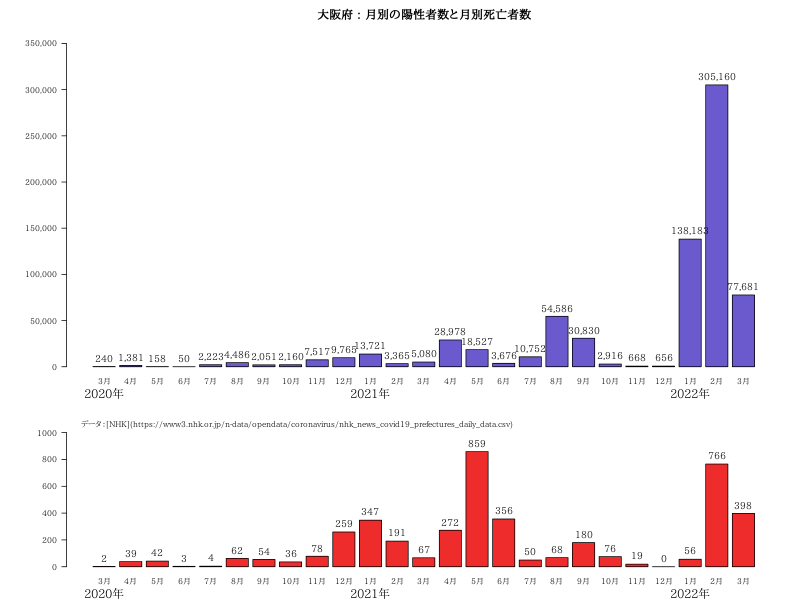 大阪府：月別の陽性者数と月別死亡者数
350,000
300,000
250,000
200,000
150,000
100,000
50,000
0
240 1,381 158 50 2,223 4,486 2,051 2,160 7,517 9,765 13,721 3,365 5,080 28,978 18,527 3,676 10,752 54,586 30,830 2,916 668 656 138,183 305,160 77,681
3月 4月 5月 6月 7月 8月 9月 10月 11月 12月 1月 2月 3月 4月 5月 6月 7月 8月 9月 10月 11月 12月 1月 2月 3月
2020年 2021年 2022年
データ：[NHK](https://www3.nhk.or.jp/n-data/opendata/coronavirus/nhk_news_covid19_prefectures_daily_data.csv)
1000
800
600
400
200
0
2 39 42 3 4 62 54 36 78 259 347 191 67 272 859 356 50 68 180 76 19 0 56 766 398
3月 4月 5月 6月 7月 8月 9月 10月 11月 12月 1月 2月 3月 4月 5月 6月 7月 8月 9月 10月 11月 12月 1月 2月 3月
2020年 2021年 2022年